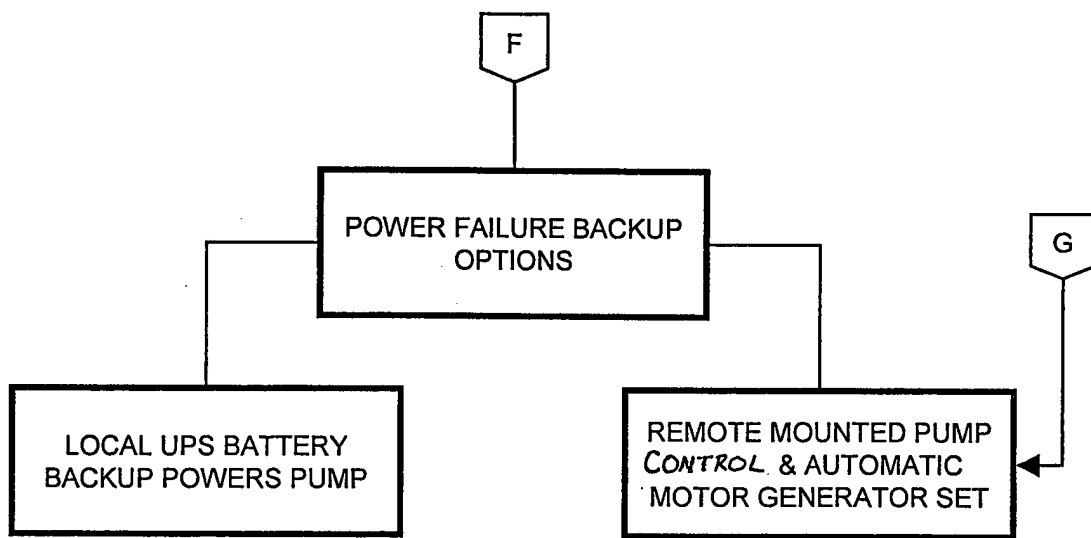 F
POWER FAILURE BACKUP
OPTIONS
G
LOCAL UPS BATTERY
BACKUP POWERS PUMP
REMOTE MOUNTED PUMP
CONTROL & AUTOMATIC
MOTOR GENERATOR SET